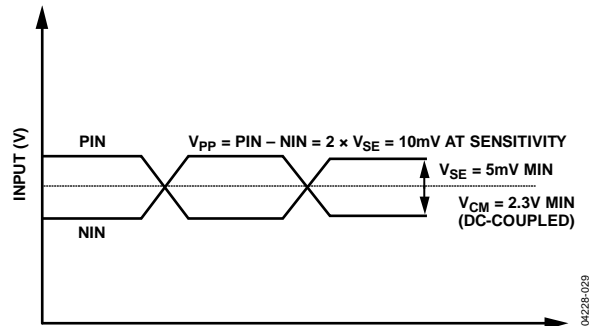 INPUT (V)
PIN
V_PP = PIN – NIN = 2 × V_SE = 10mV AT SENSITIVITY
V_SE = 5mV MIN
V_CM = 2.3V MIN
(DC-COUPLED)
NIN
04228-029